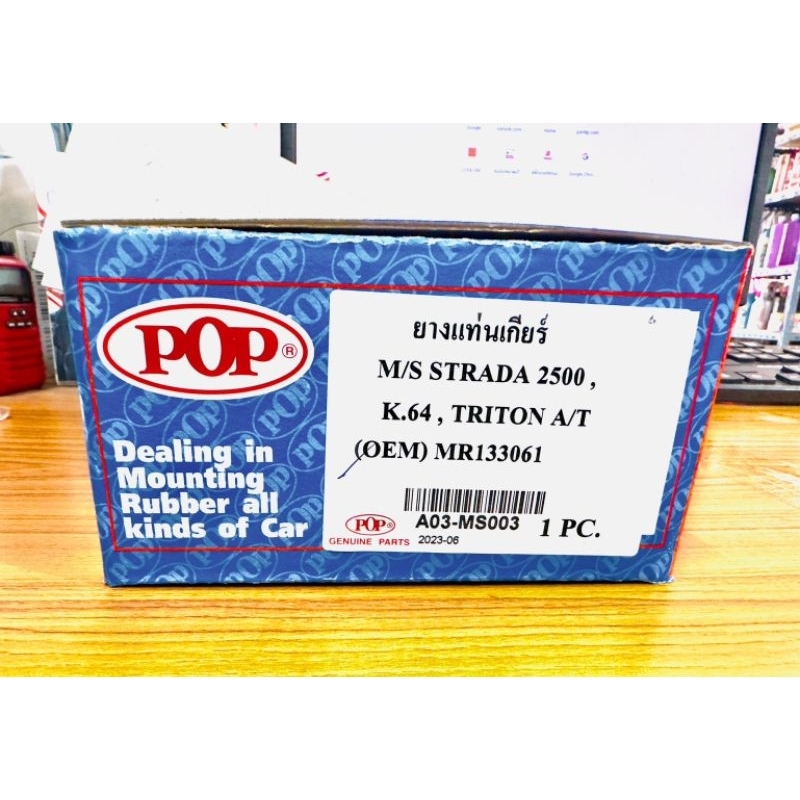 POP®
Dealing in
Mounting
Rubber all
kinds of Car
ยางแท่นเกียร์
M/S STRADA 2500 ,
K.64 , TRITON A/T
(OEM) MR133061
POP®
GENUINE PARTS
A03-MS003
2023-06
1 PC.